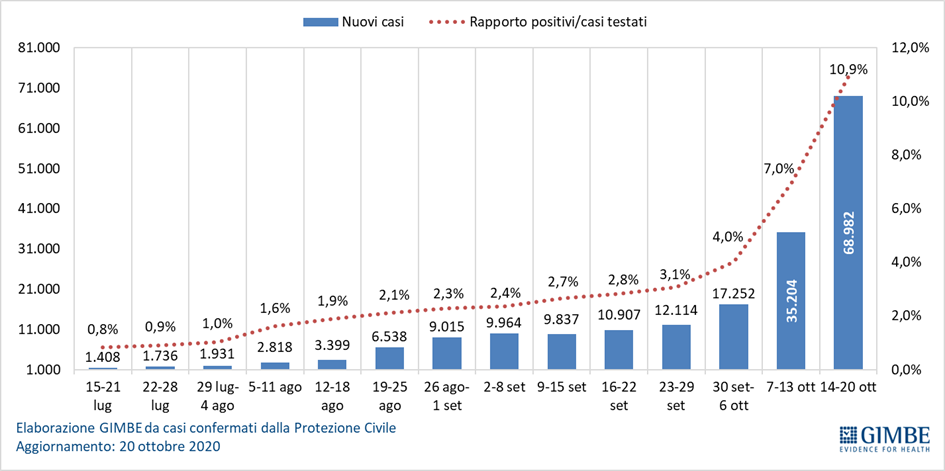 Nuovi casi
Rapporto positivi/casi testati
81.000
71.000
61.000
51.000
41.000
31.000
21.000
11.000
1.000
12,0%
10,0%
8,0%
6,0%
4,0%
2,0%
0,0%
0,8%
0,9%
1,0%
1,6%
1,9%
2,1%
2,3%
2,4%
2,7%
2,8%
3,1%
4,0%
7,0%
10,9%
1.408
1.736
1.931
2.818
3.399
6.538
9.015
9.964
9.837
10.907
12.114
17.252
35.204
68.982
15-21
lug
22-28
lug
29 lug-
4 ago
5-11 ago
12-18
ago
19-25
ago
26 ago-
1 set
2-8 set
9-15 set
16-22
set
23-29
set
30 set-
6 ott
7-13 ott
14-20 ott
Elaborazione GIMBE da casi confermati dalla Protezione Civile
Aggiornamento: 20 ottobre 2020
GIMBE
EVIDENCE FOR HEALTH